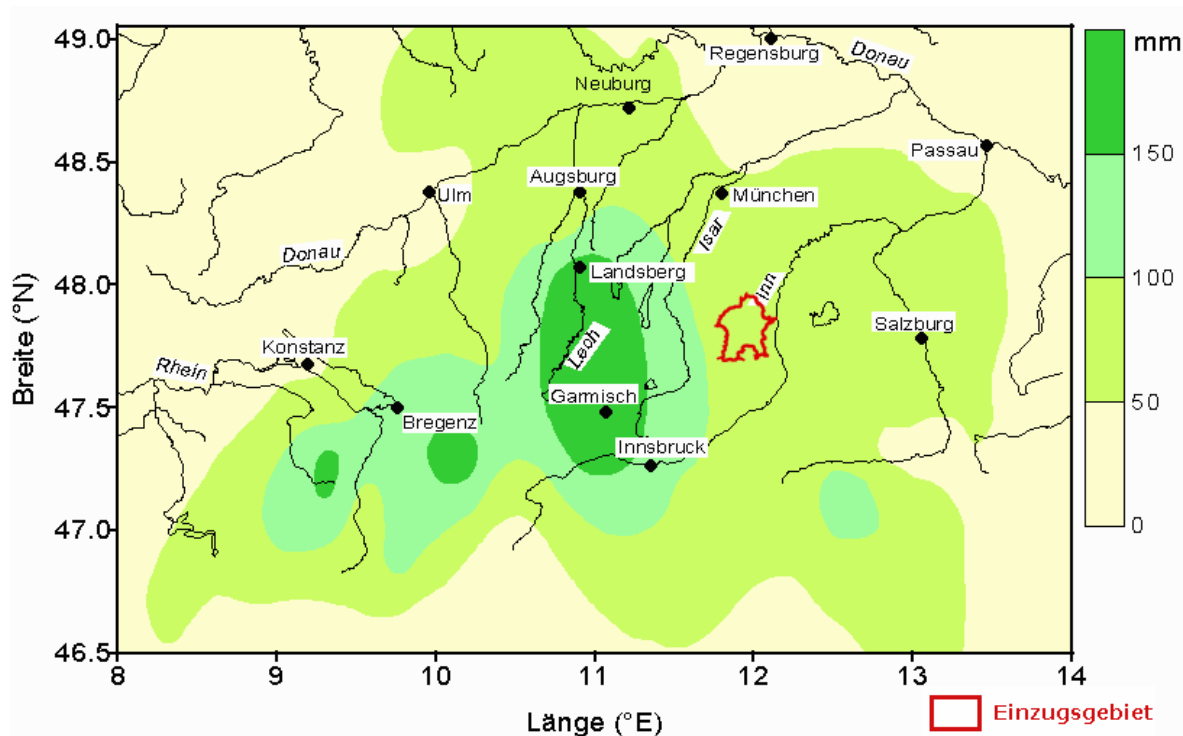 mm
49.0
48.5
48.0
47.5
47.0
46.5
Breite (°N)
Regensburg
Donau
Neuburg
Passau
Augsburg
Ulm
München
Isar
Donau
Landsberg
Inn
Lech
Salzburg
Konstanz
Rhein
Garmisch
Bregenz
Innsbruck
150
100
50
0
8
9
10
11
12
13
14
Länge (°E)
Einzugsgebiet